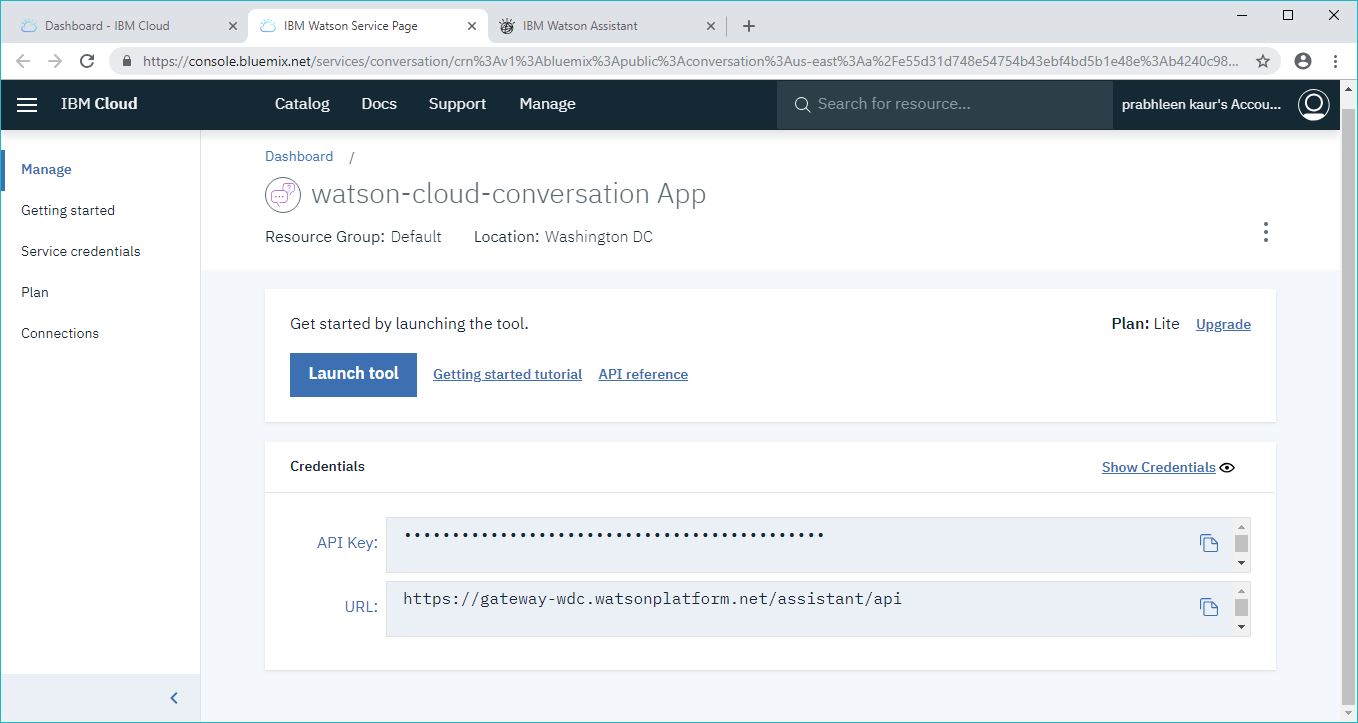 Dashboard - IBM Cloud
IBM Watson Service Page
IBM Watson Assistant
https://console.bluemix.net/services/conversation/crn%3Av1%3Abluemix%3Apublic%3Aconversation%3Aus-east%3Aa%2Fe55d31d748e54754b43ebf4bd5b1e48e%3Ab4240c98...
IBM Cloud
Catalog
Docs
Support
Manage
Search for resource...
prabhleen kaur's Accou...
Manage
Getting started
Service credentials
Plan
Connections
Dashboard /
watson-cloud-conversation App
Resource Group: Default
Location: Washington DC
Get started by launching the tool.
Plan: Lite
Upgrade
Launch tool
Getting started tutorial
API reference
Credentials
Show Credentials
API Key:
••••••••••••••••••••••••••••••••••••••••••••
URL:
https://gateway-wdc.watsonplatform.net/assistant/api